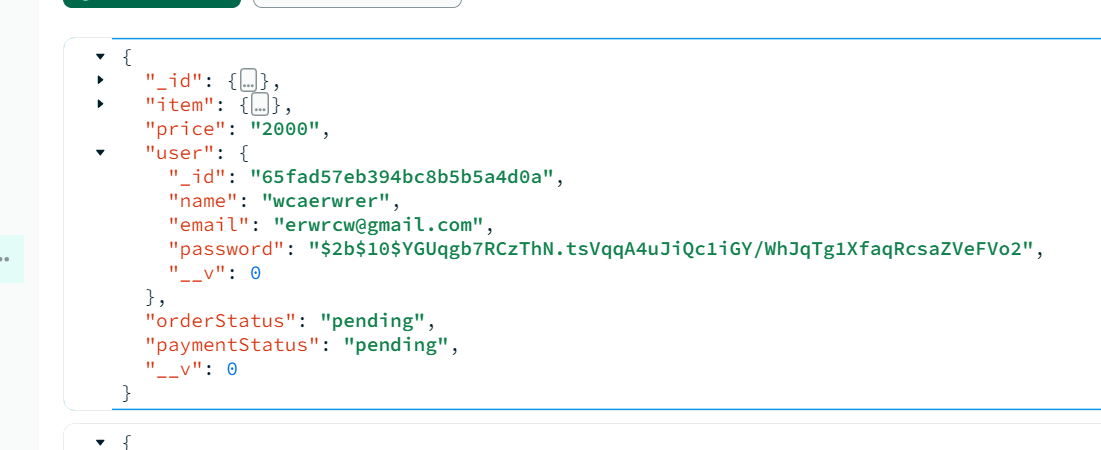 {
"_id": {…},
"item": {…},
"price": "2000",
"user": {
"_id": "65fad57eb394bc8b5b5a4d0a",
"name": "wcaerwrer",
"email": "erwrcw@gmail.com",
"password": "$2b$10$YGUqgb7RCzThN.tsVqqA4uJiQc1iGY/WhJqTg1XfaqRcsaZVeFVo2",
"__v": 0
},
"orderStatus": "pending",
"paymentStatus": "pending",
"__v": 0
}
{